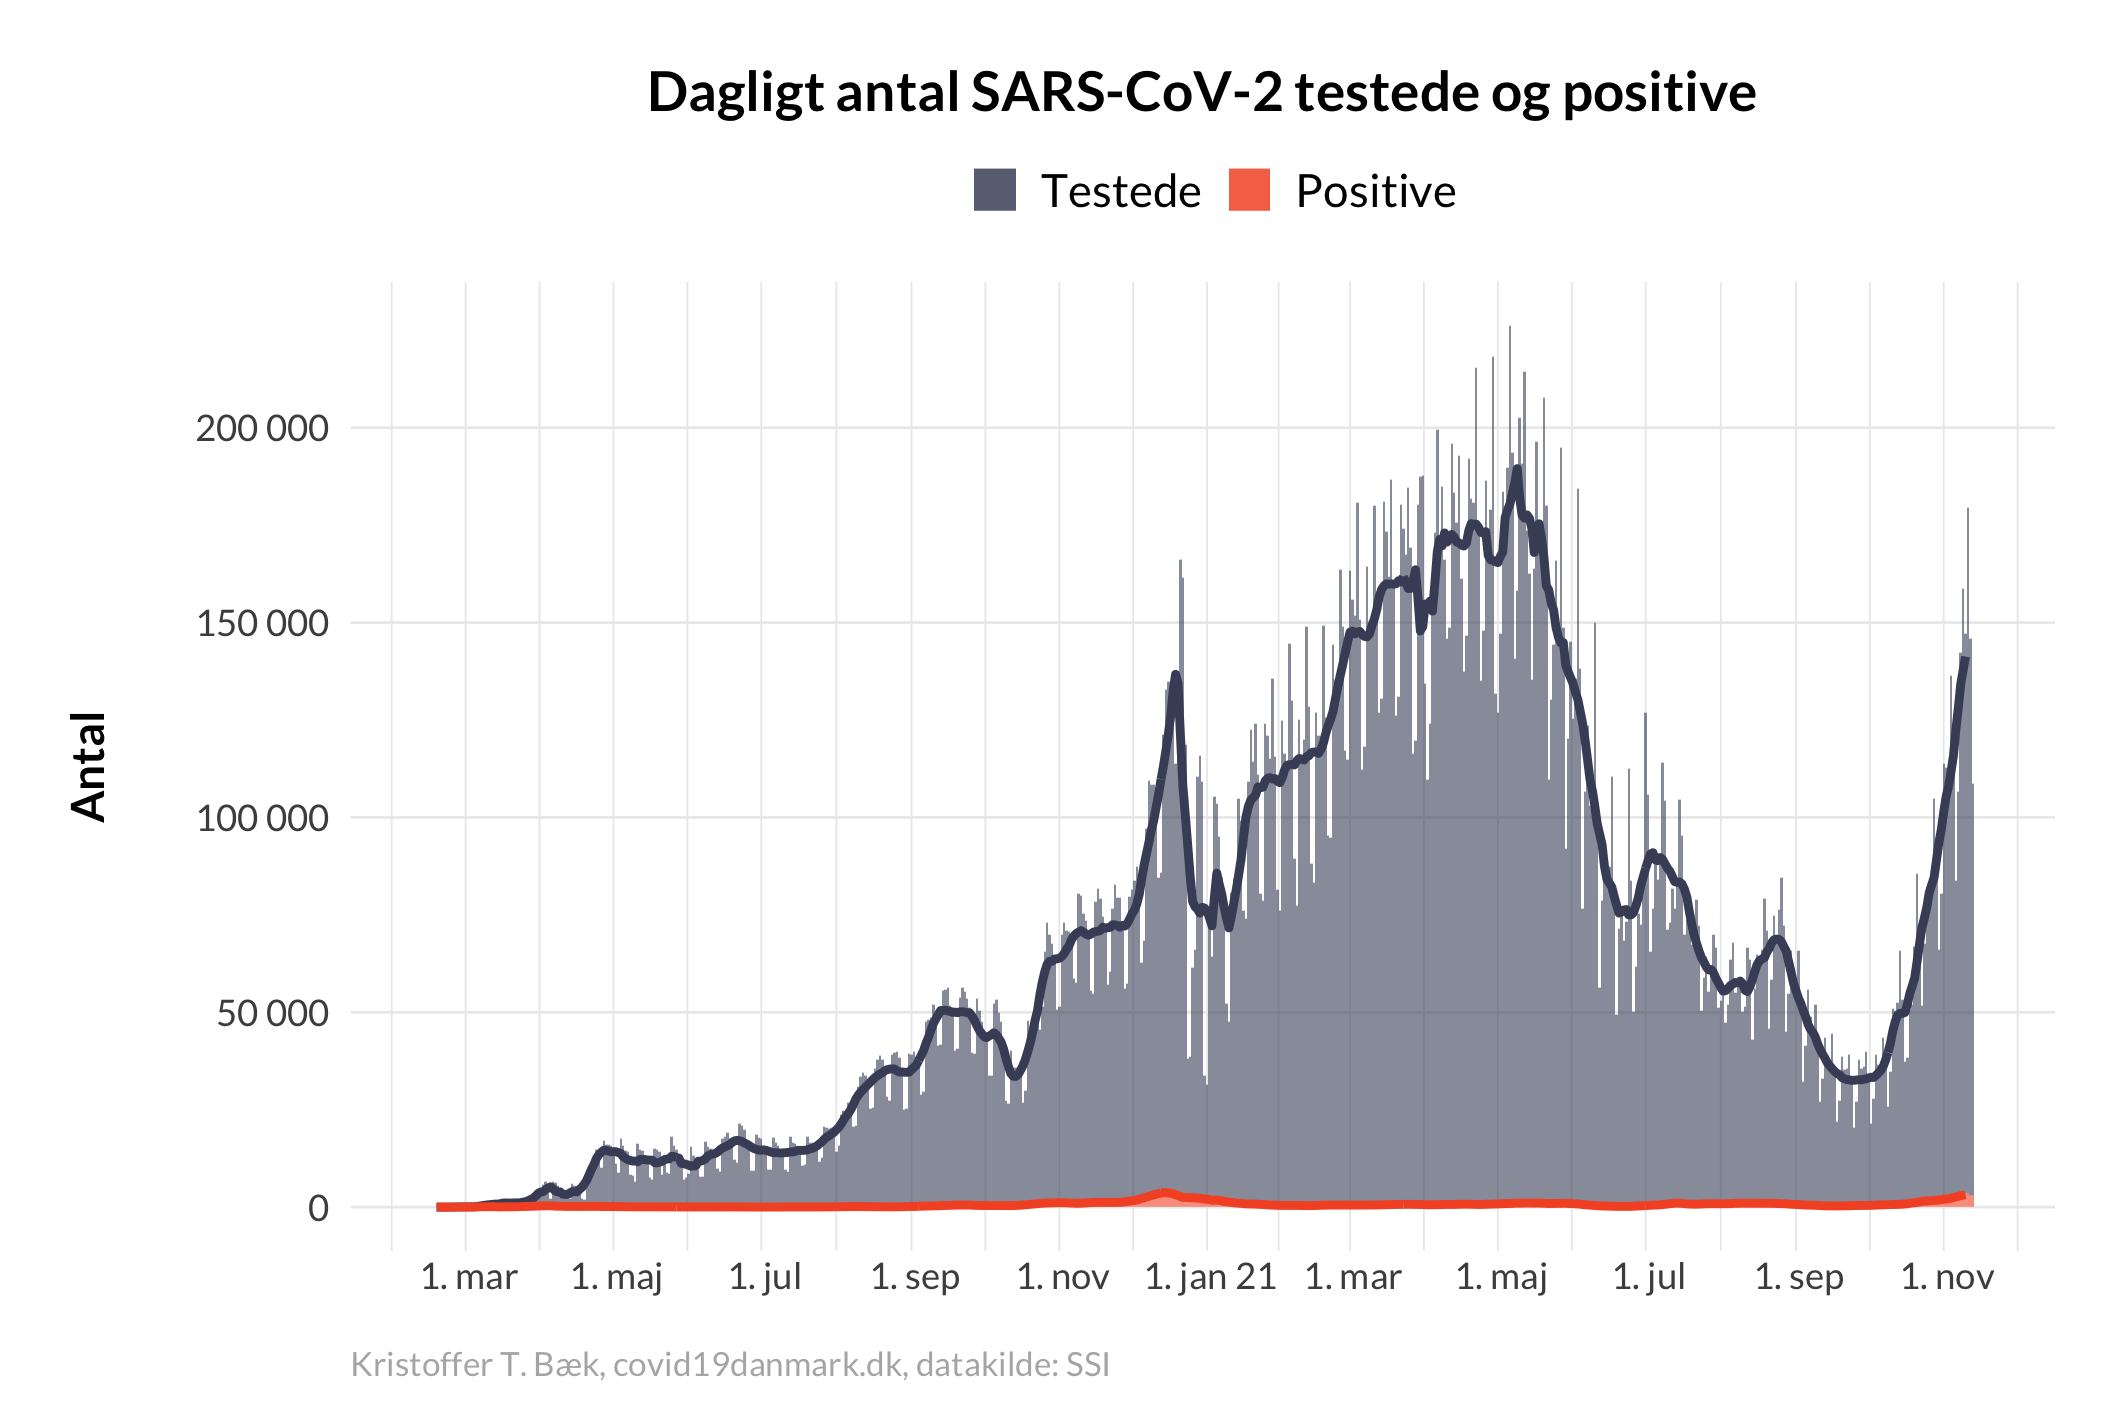 Dagligt antal SARS-CoV-2 testede og positive
Testede Positive
Antal
200 000
150 000
100 000
50 000
0
1. mar 1. maj 1. jul 1. sep 1. nov 1. jan 21 1. mar 1. maj 1. jul 1. sep 1. nov
Kristoffer T. Bæk, covid19danmark.dk, datakilde: SSI